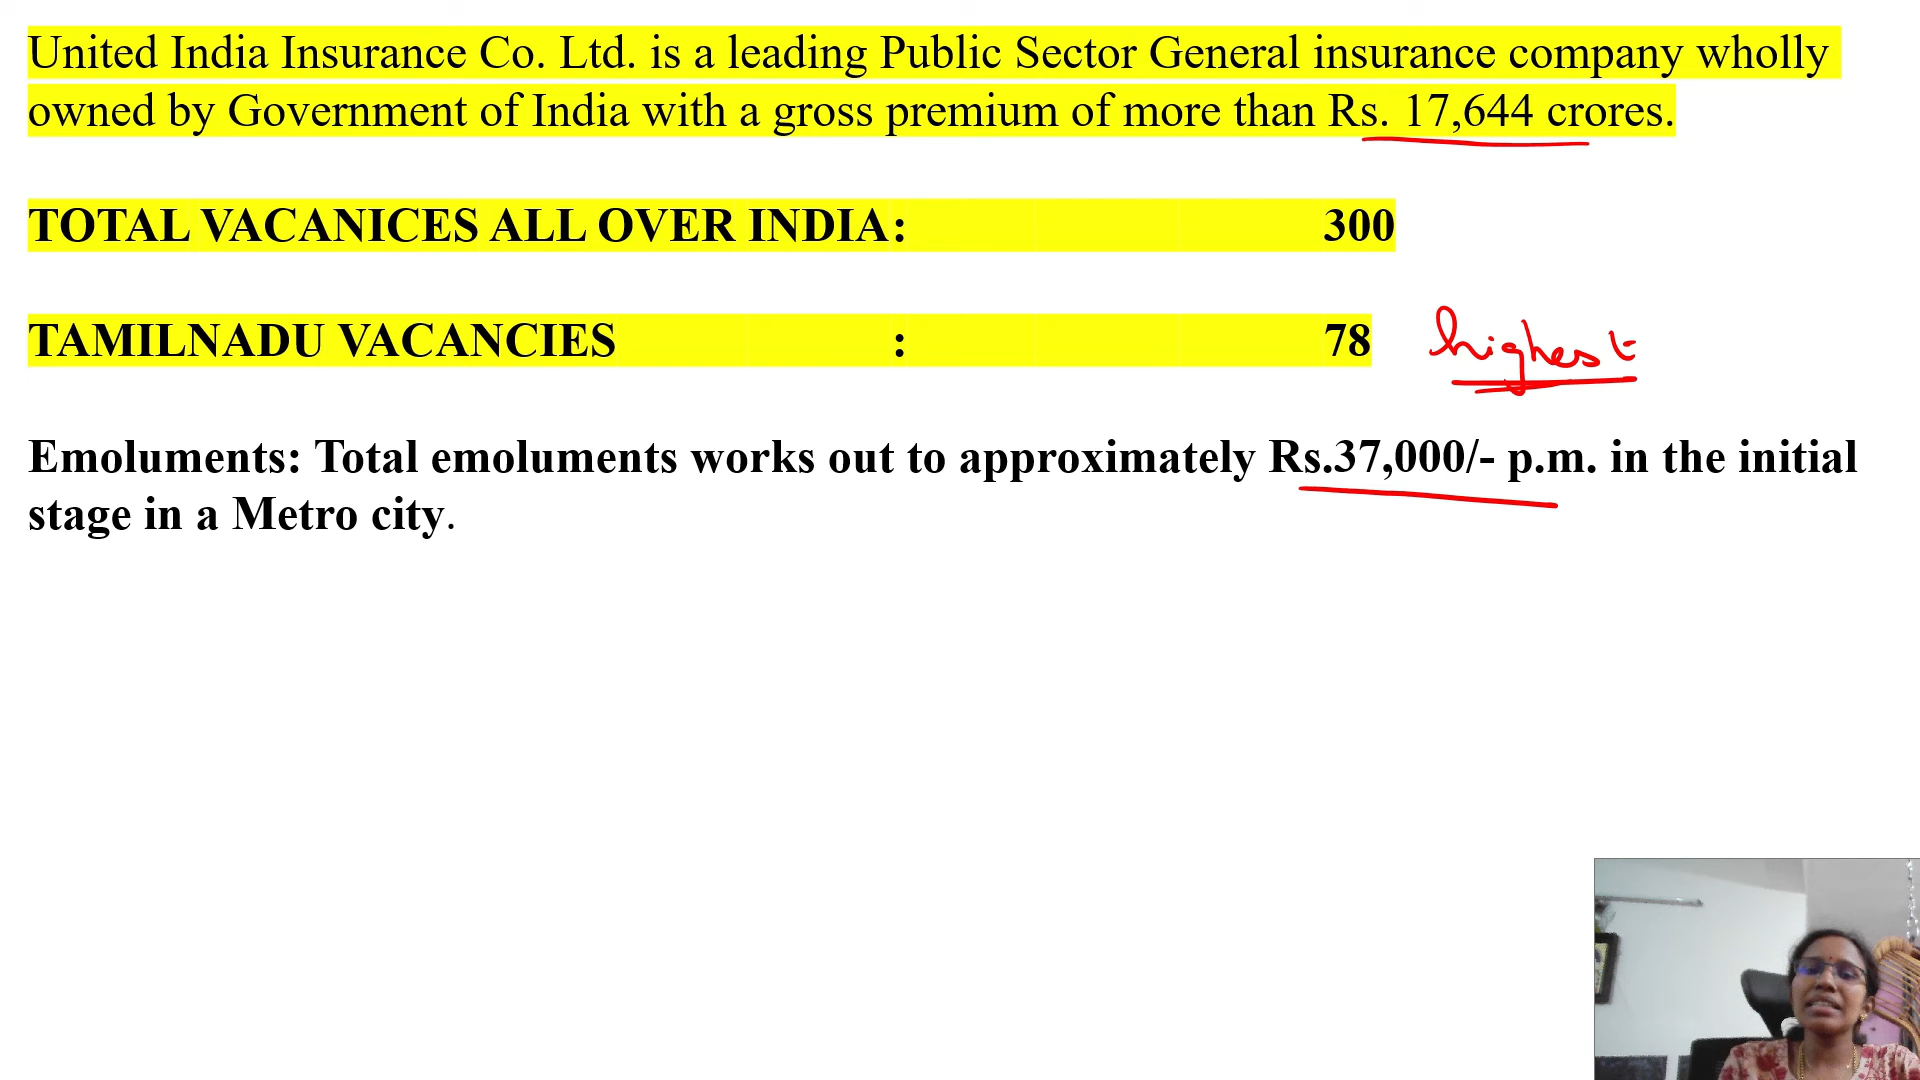 United India Insurance Co. Ltd. is a leading Public Sector General insurance company wholly
owned by Government of India with a gross premium of more than Rs. 17,644 crores.
TOTAL VACANICES ALL OVER INDIA: 300
TAMILNADU VACANCIES : 78 highest
Emoluments: Total emoluments works out to approximately Rs.37,000/- p.m. in the initial
stage in a Metro city.